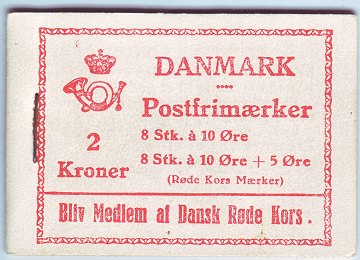 DANMARK
Postfrimærker
2
Kroner
8 Stk. à 10 Øre
8 Stk. à 10 Øre + 5 Øre
(Røde Kors Mærker)
Bliv Medlem af Dansk Røde Kors.